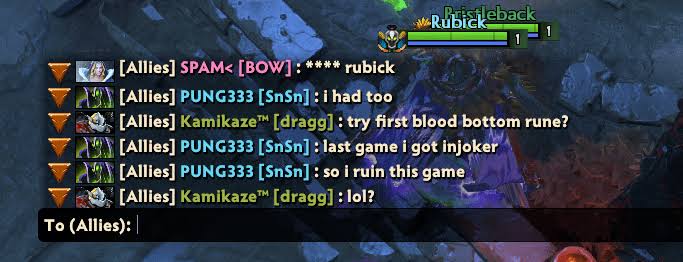 Bristleback
Rubick
1
1
[Allies] SPAM< [BOW] : **** rubick
[Allies] PUNG333 [SnSn] : i had too
[Allies] Kamikaze™ [dragg] : try first blood bottom rune?
[Allies] PUNG333 [SnSn] : last game i got injoker
[Allies] PUNG333 [SnSn] : so i ruin this game
[Allies] Kamikaze™ [dragg] : lol?
To (Allies):